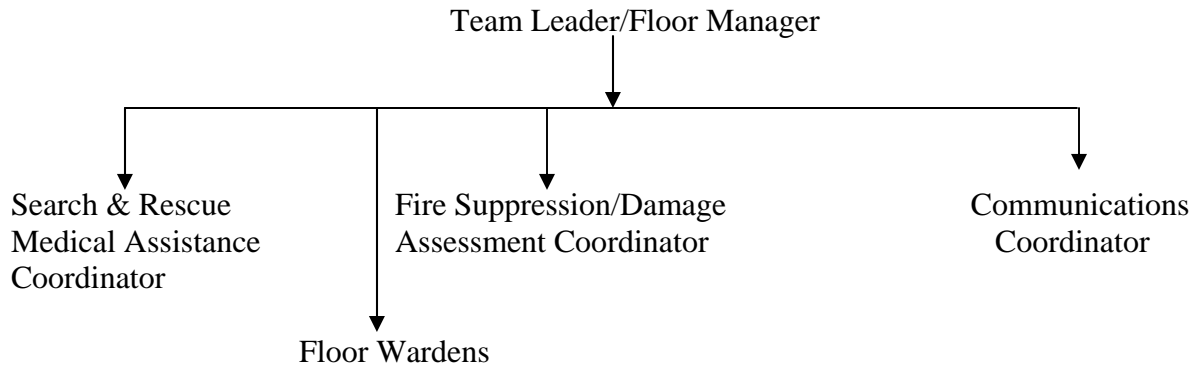 Team Leader/Floor Manager
Search & Rescue
Medical Assistance
Coordinator
Fire Suppression/Damage
Assessment Coordinator
Communications
Coordinator
Floor Wardens